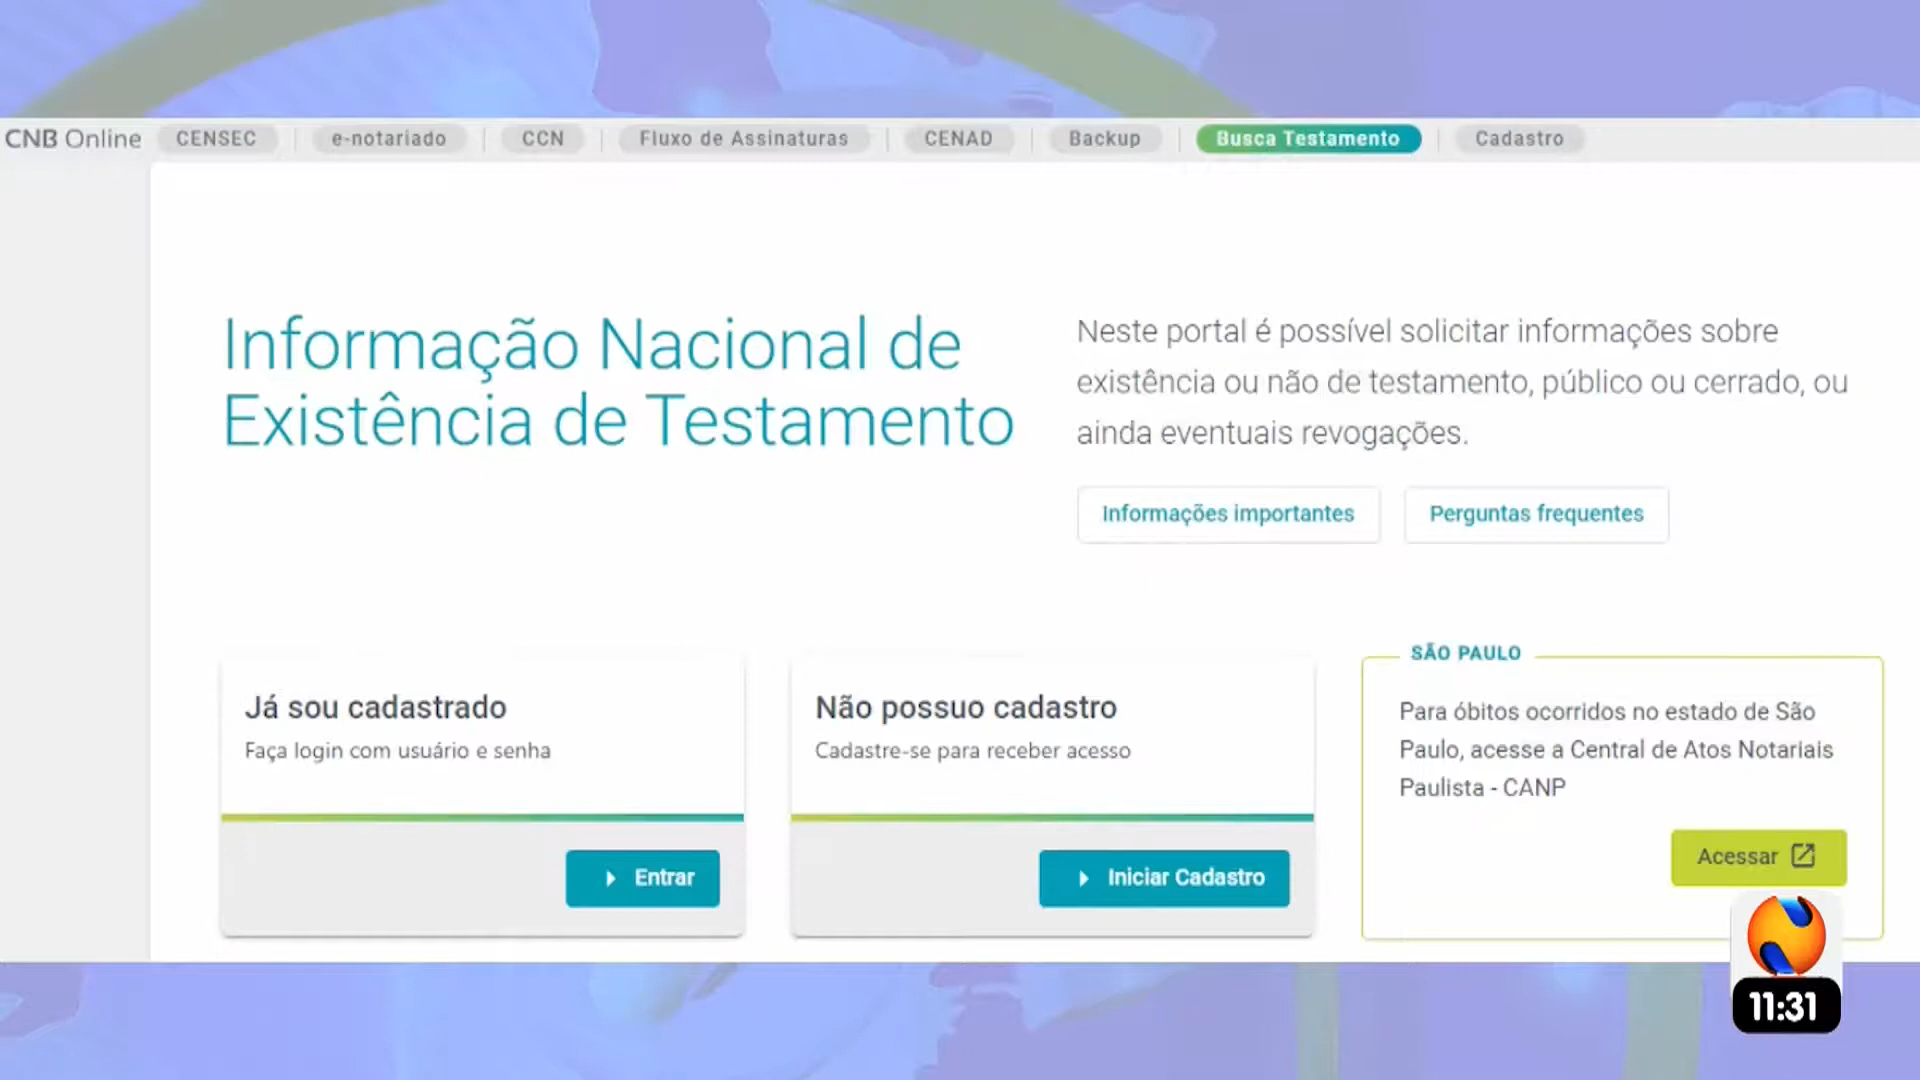 CNB Online
CENSEC
e-notariado
CCN
Fluxo de Assinaturas
CENAD
Backup
Busca Testamento
Cadastro
Informação Nacional de
Existência de Testamento
Neste portal é possível solicitar informações sobre
existência ou não de testamento, público ou cerrado, ou
ainda eventuais revogações.
Informações importantes
Perguntas frequentes
Já sou cadastrado
Faça login com usuário e senha
Entrar
Não possuo cadastro
Cadastre-se para receber acesso
Iniciar Cadastro
SÃO PAULO
Para óbitos ocorridos no estado de São
Paulo, acesse a Central de Atos Notariais
Paulista - CANP
Acessar
11:31